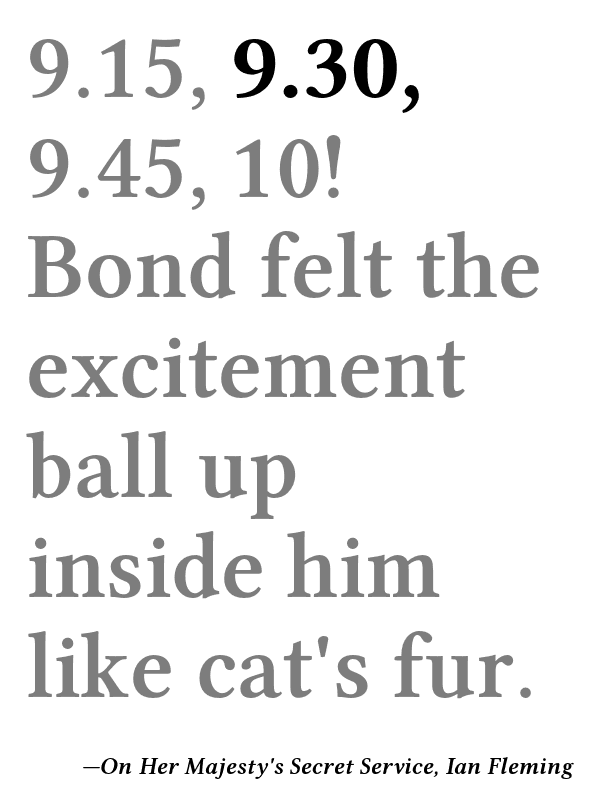 9.15, 9.30,
9.45, 10!
Bond felt the
excitement
ball up
inside him
like cat's fur.
—On Her Majesty's Secret Service, Ian Fleming